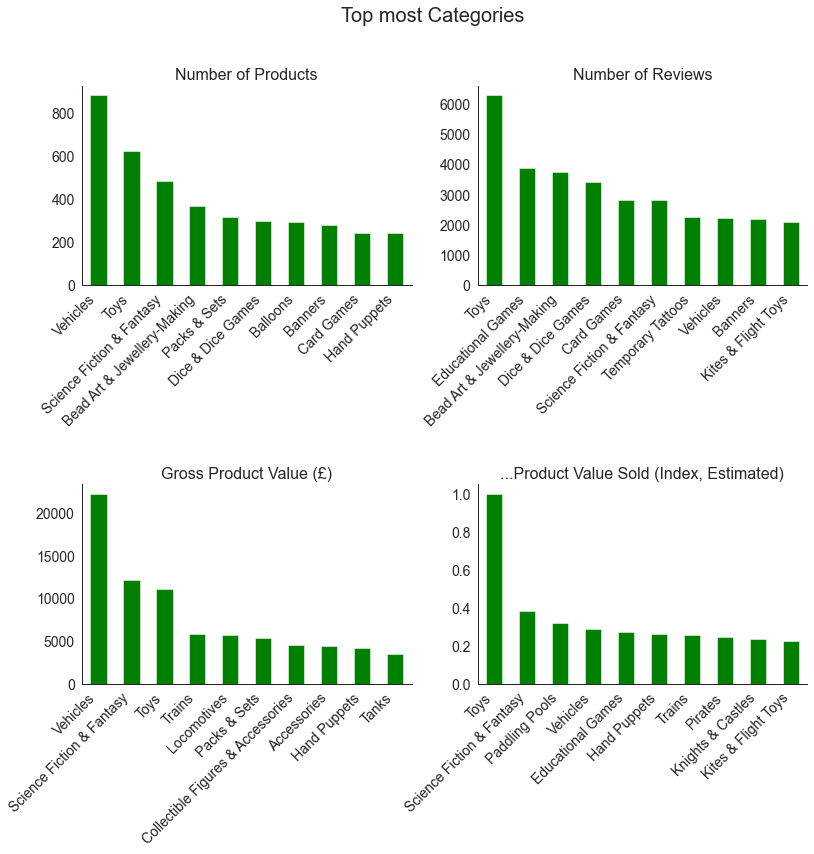 Top most Categories
Number of Products
800
600
400
200
0
Vehicles
Toys
Science Fiction & Fantasy
Bead Art & Jewellery-Making
Packs & Sets
Dice & Dice Games
Balloons
Banners
Card Games
Hand Puppets
Number of Reviews
6000
5000
4000
3000
2000
1000
0
Toys
Educational Games
Bead Art & Jewellery-Making
Dice & Dice Games
Card Games
Science Fiction & Fantasy
Temporary Tattoos
Vehicles
Banners
Kites & Flight Toys
Gross Product Value (£)
20000
15000
10000
5000
0
Vehicles
Science Fiction & Fantasy
Toys
Trains
Locomotives
Packs & Sets
Collectible Figures & Accessories
Accessories
Hand Puppets
Tanks
...Product Value Sold (Index, Estimated)
1.0
0.8
0.6
0.4
0.2
0.0
Toys
Science Fiction & Fantasy
Paddling Pools
Vehicles
Educational Games
Hand Puppets
Trains
Pirates
Knights & Castles
Kites & Flight Toys